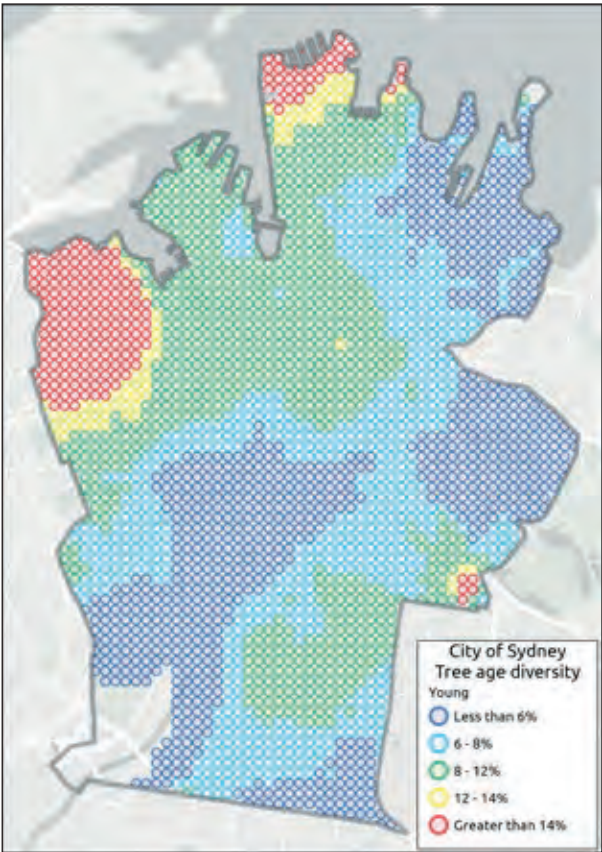 City of Sydney
Tree age diversity
Young
Less than 6%
6 - 8%
8 - 12%
12 - 14%
Greater than 14%